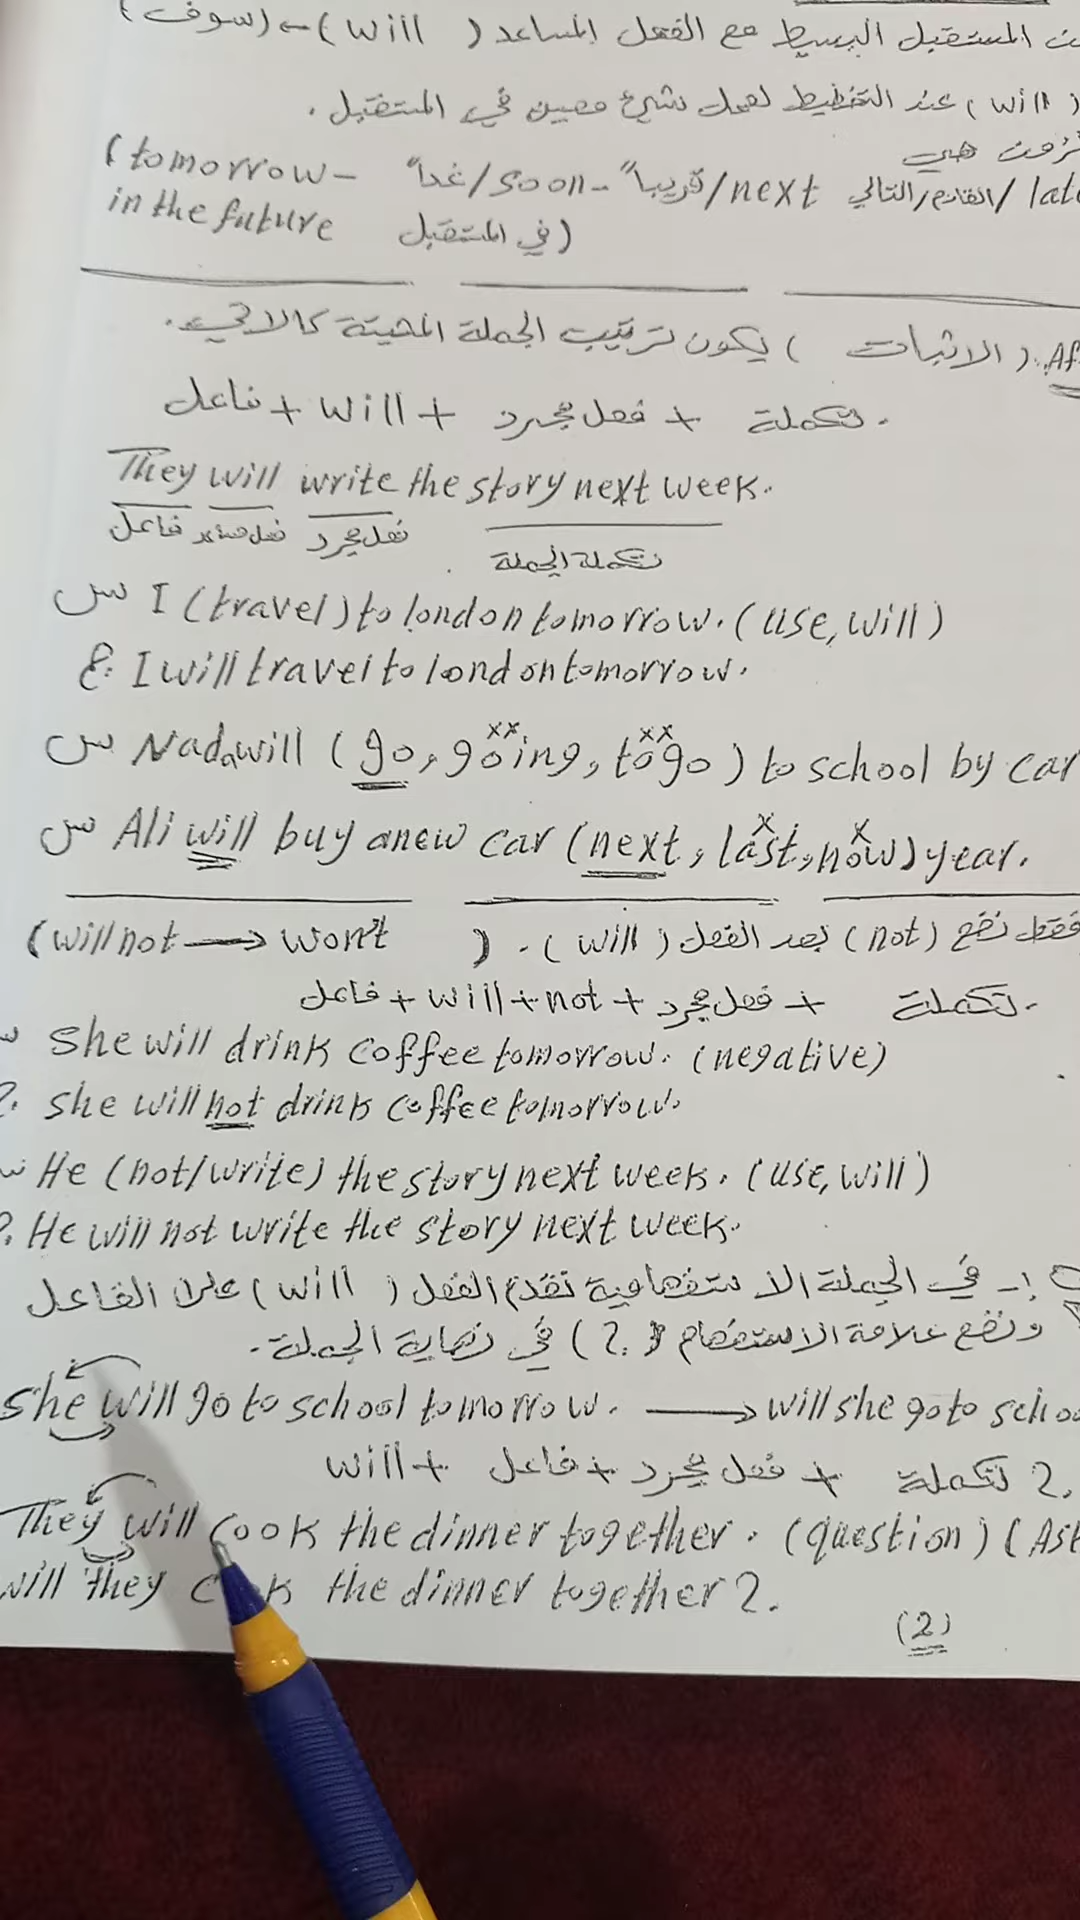 المستقبل البسيط مع الفعل المساعد ( will ) ← (سوف)
( will ) عند التخطيط لعمل شيء معين في المستقبل .
هي
( tomorrow - غداً / soon - قريباً / next القادم/التالي /
in the future في المستقبل )
( الاثبات ) يكون ترتيب الجملة المثبتة كالاتي .
فاعل + will + فعل مجرد + تكملة .
They will write the story next week.
فاعل فعل مساعد فعل مجرد
تكملة الجملة
س I (travel) to london tomorrow. (use, will)
ج: I will travel to london tomorrow.
س Nada will (go, going, to go) to school by car
س Ali will buy a new car (next, last, now) year.
فقط نضع (not) بعد الفعل ( will ) . ( will not → won't )
فاعل + will + not + فعل مجرد + تكملة .
she will drink coffee tomorrow. (negative)
she will not drink coffee tomorrow.
He (not/write) the story next week. (use, will)
He will not write the story next week.
1- في الجملة الاستفهامية نقدم الفعل ( will ) على الفاعل
ونضع علامة الاستفهام ( ? ) في نهاية الجملة .
she will go to school tomorrow. → will she go to
will + فاعل + فعل مجرد + تكملة ?.
They will cook the dinner together. (question) (
will they cook the dinner together ?.
(2)